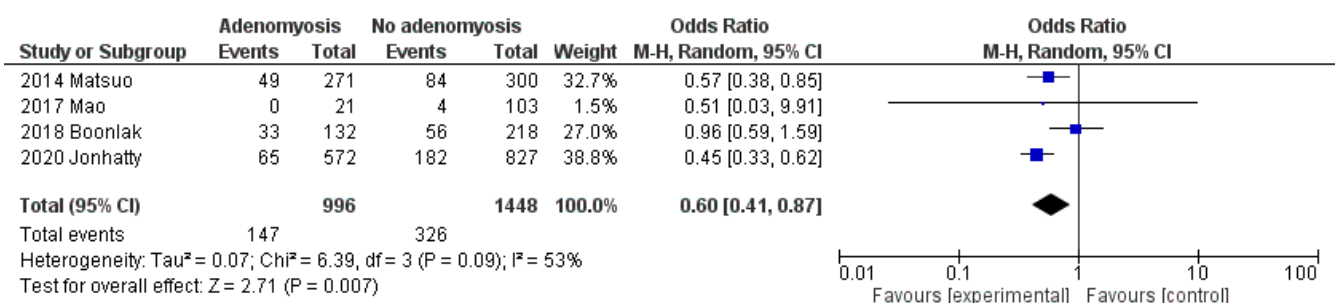 Adenomyosis No adenomyosis Odds Ratio Odds Ratio
Study or Subgroup Events Total Events Total Weight M-H, Random, 95% CI M-H, Random, 95% CI
2014 Matsuo 49 271 84 300 32.7% 0.57 [0.38, 0.85]
2017 Mao 0 21 4 103 1.5% 0.51 [0.03, 9.91]
2018 Boonlak 33 132 56 218 27.0% 0.96 [0.59, 1.59]
2020 Jonhatty 65 572 182 827 38.8% 0.45 [0.33, 0.62]
Total (95% CI) 996 1448 100.0% 0.60 [0.41, 0.87]
Total events 147 326
Heterogeneity: Tau² = 0.07; Chi² = 6.39, df = 3 (P = 0.09); I² = 53%
Test for overall effect: Z = 2.71 (P = 0.007)
0.01 0.1 1 10 100
Favours [experimental] Favours [control]